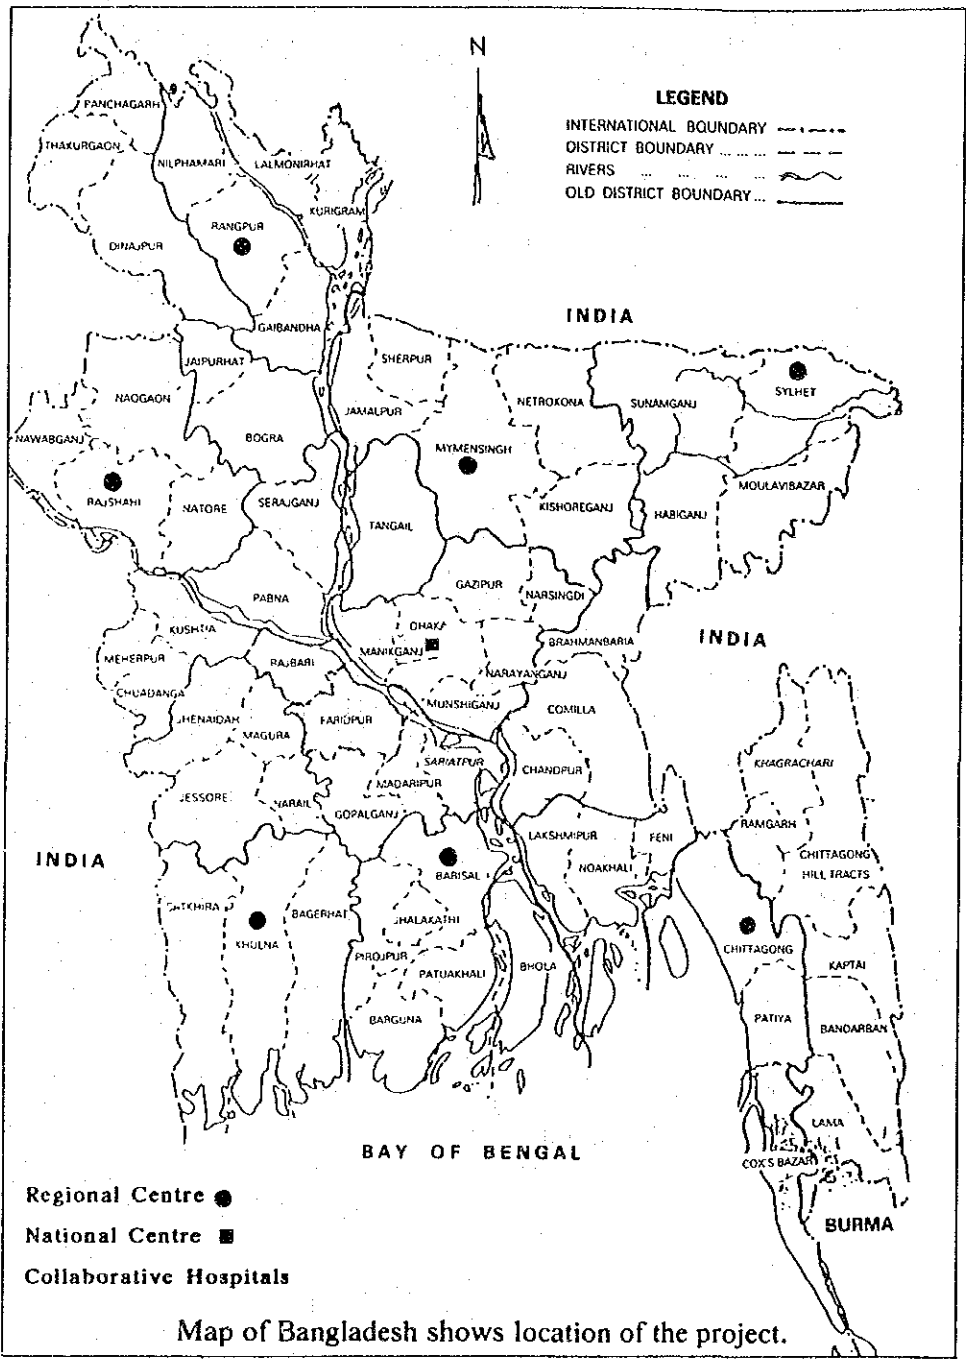 N
LEGEND
INTERNATIONAL BOUNDARY
DISTRICT BOUNDARY ... ... ...
RIVERS ... ... ... ...
OLD DISTRICT BOUNDARY ...
PANCHAGARH
THAKURGAON
NILPHAMARI
LALMONIRHAT
KURIGRAM
RANGPUR
DINAJPUR
GAIBANDHA
INDIA
JAIPURHAT
SHERPUR
SYLHET
NAOGAON
JAMALPUR
NETROKONA
SUNAMGANJ
NAWABGANJ
BOGRA
MYMENSINGH
RAJSHAHI
NATORE
SERAJGANJ
TANGAIL
KISHOREGANJ
HABIGANJ
MOULAVIBAZAR
PABNA
GAZIPUR
NARSINGDI
KUSHTIA
DHAKA
MANIKGANJ
BRAHMANBARIA
INDIA
MEHERPUR
RAJBARI
NARAYANGANJ
CHUADANGA
JHENAIDAH
MAGURA
FARIDPUR
MUNSHIGANJ
COMILLA
SARIATPUR
CHANDPUR
KHAGRACHARI
JESSORE
NARAIL
MADARIPUR
GOPALGANJ
LAKSHMIPUR
FENI
RAMGARH
INDIA
BARISAL
NOAKHALI
CHITTAGONG
HILL TRACTS
SATKHIRA
KHULNA
BAGERHAT
JHALAKATHI
CHITTAGONG
PIROJPUR
PATUAKHALI
BHOLA
KAPTAI
BARGUNA
PATIYA
BANDARBAN
LAMA
BAY OF BENGAL
COX'S BAZAR
Regional Centre
National Centre
BURMA
Collaborative Hospitals
Map of Bangladesh shows location of the project.